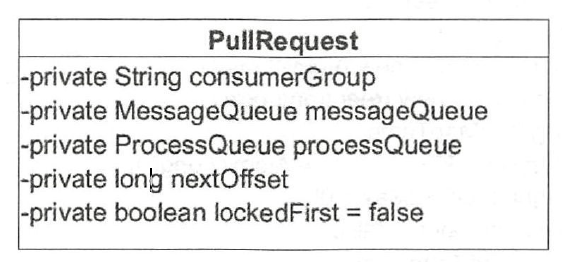 PullRequest
-private String consumerGroup
-private MessageQueue messageQueue
-private ProcessQueue processQueue
-private long nextOffset
-private boolean lockedFirst = false